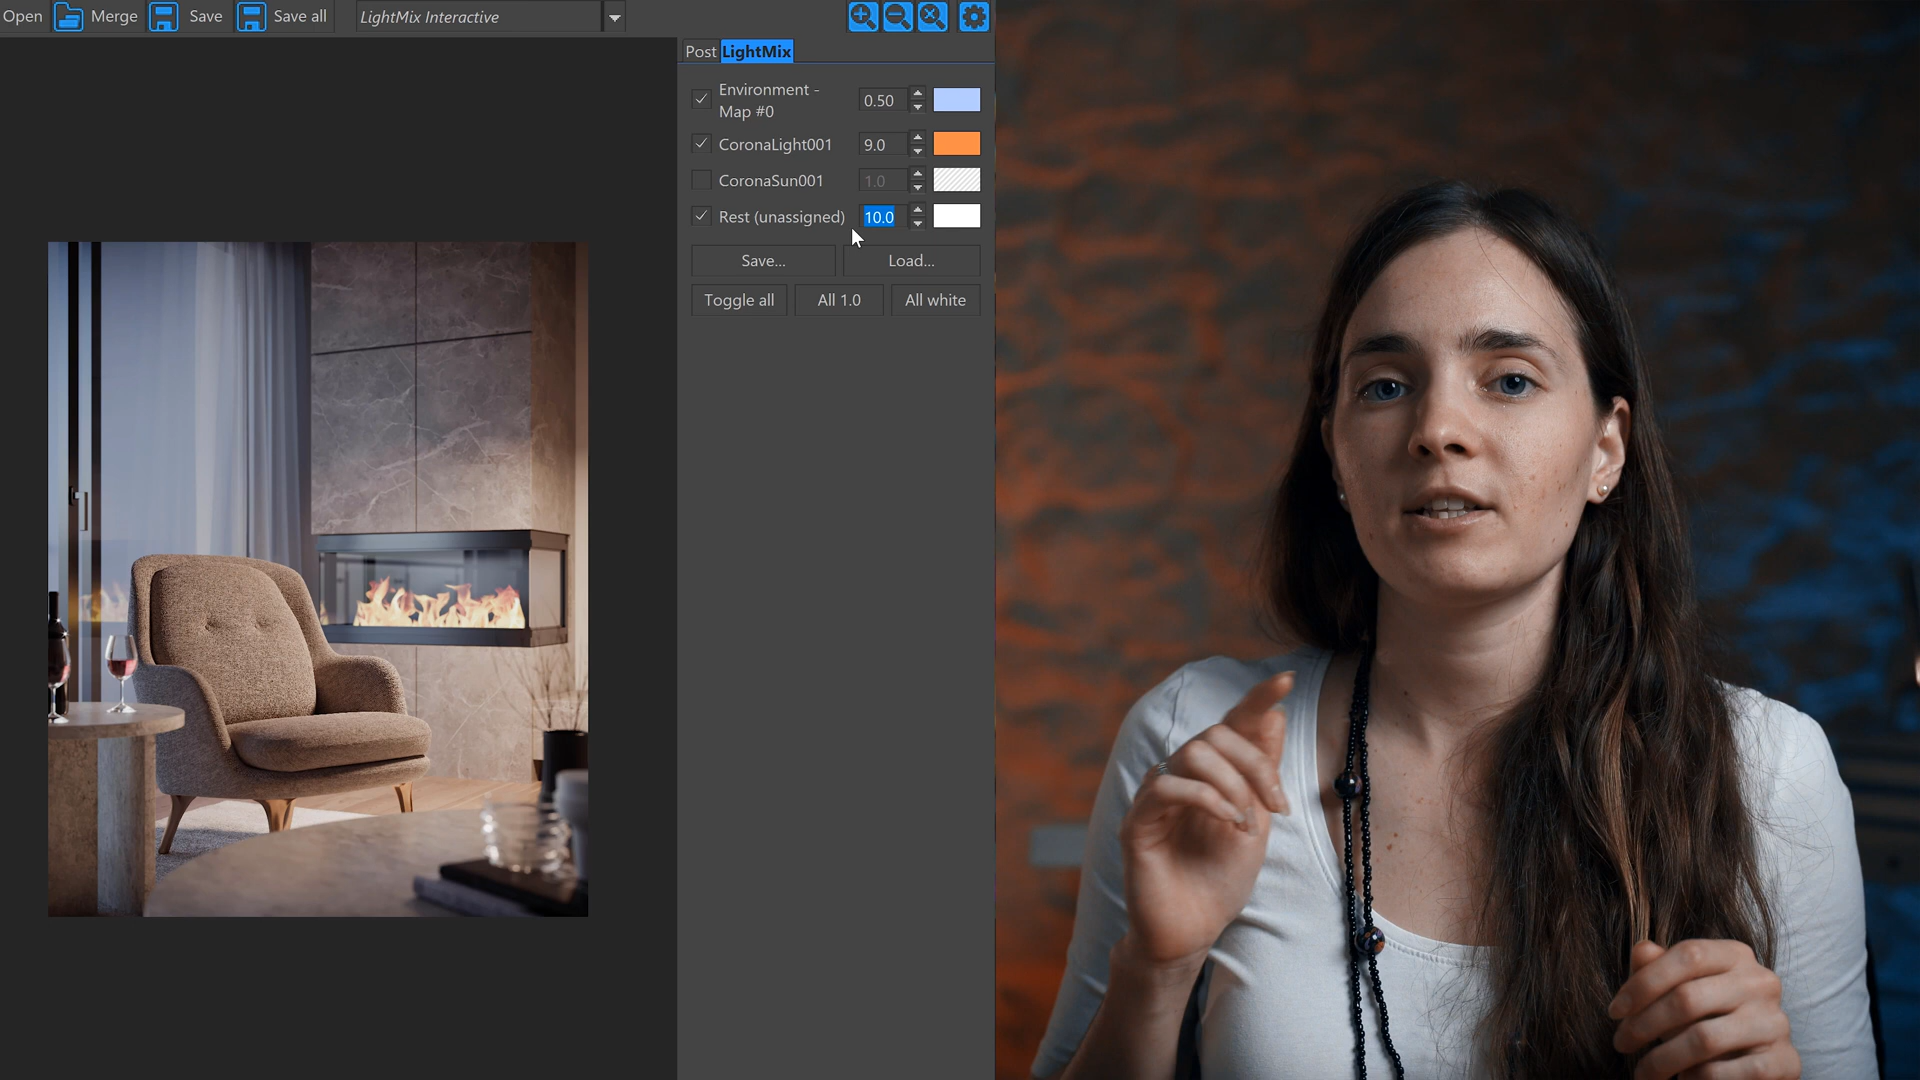 Open Merge Save Save all LightMix Interactive
Post LightMix
Environment -
Map #0 0.50
CoronaLight001 9.0
CoronaSun001 1.0
Rest (unassigned) 10.0
Save... Load...
Toggle all All 1.0 All white